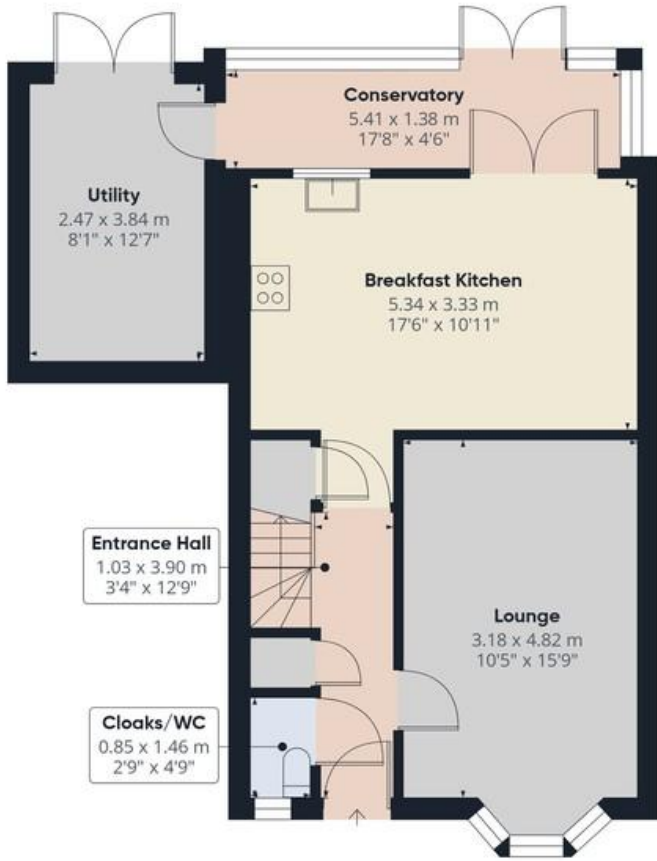 Conservatory
5.41 x 1.38 m
17'8" x 4'6"
Utility
2.47 x 3.84 m
8'1" x 12'7"
Breakfast Kitchen
5.34 x 3.33 m
17'6" x 10'11"
Entrance Hall
1.03 x 3.90 m
3'4" x 12'9"
Lounge
3.18 x 4.82 m
10'5" x 15'9"
Cloaks/WC
0.85 x 1.46 m
2'9" x 4'9"